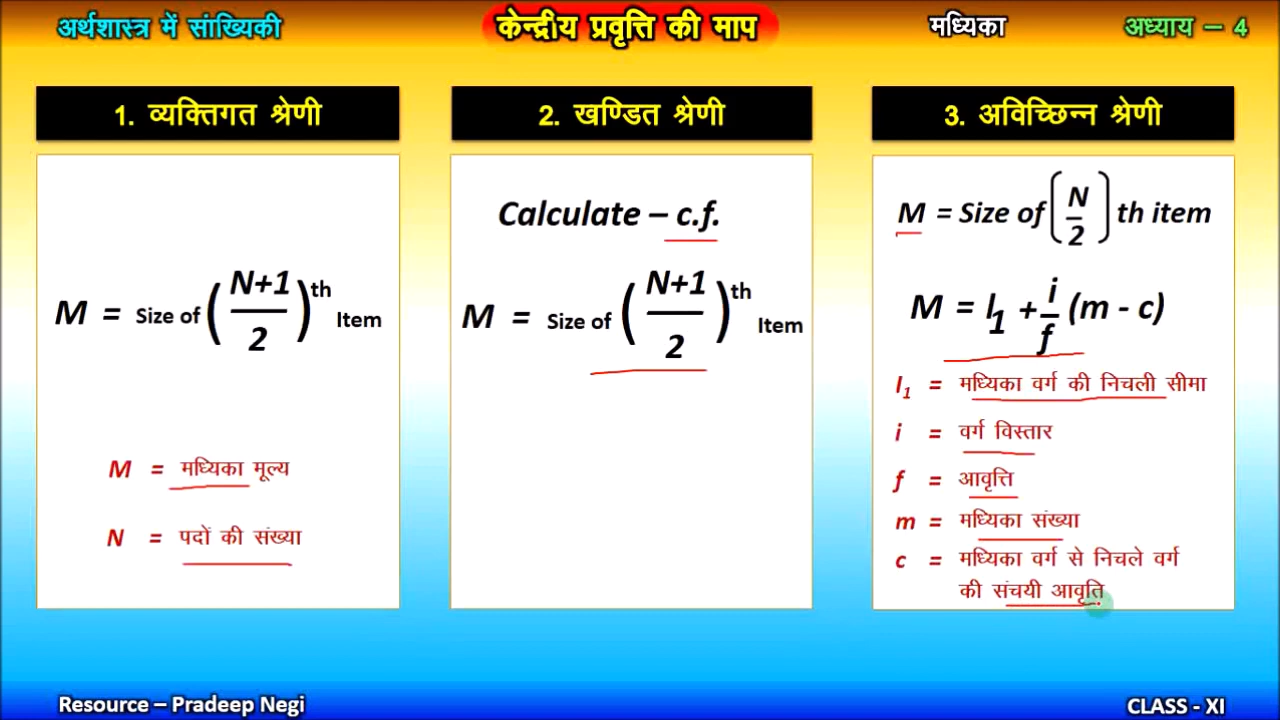 अर्थशास्त्र में सांख्यिकी
केन्द्रीय प्रवृत्ति की माप
मध्यिका
अध्याय – 4
1. व्यक्तिगत श्रेणी
M = Size of (N+1/2)th Item
M = मध्यिका मूल्य
N = पदों की संख्या
2. खण्डित श्रेणी
Calculate – c.f.
M = Size of (N+1/2)th Item
3. अविच्छिन्न श्रेणी
M = Size of (N/2) th item
M = l1 + i/f (m - c)
l1 = मध्यिका वर्ग की निचली सीमा
i = वर्ग विस्तार
f = आवृत्ति
m = मध्यिका संख्या
c = मध्यिका वर्ग से निचले वर्ग
की संचयी आवृति
Resource – Pradeep Negi
CLASS - XI